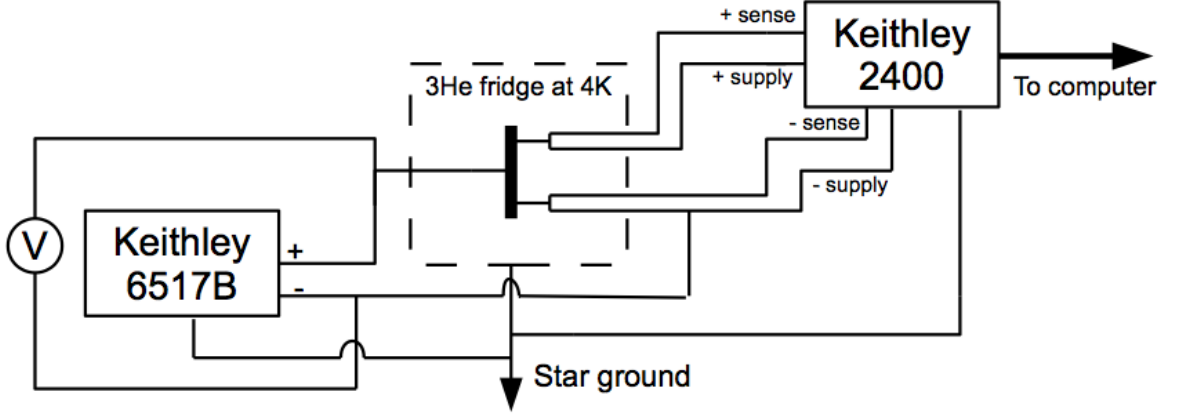 + sense
Keithley
2400
+ supply
To computer
3He fridge at 4K
- sense
- supply
V
Keithley
6517B
+
-
Star ground